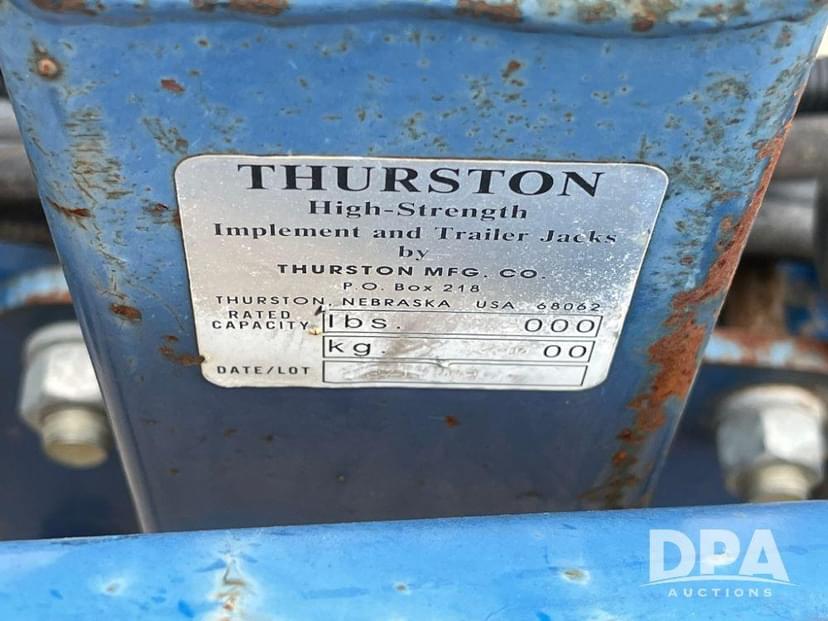 THURSTON
High-Strength
Implement and Trailer Jacks
by
THURSTON MFG. CO.
P.O. Box 218
THURSTON, NEBRASKA USA 68062
RATED CAPACITY lbs. 000
kg. 00
DATE/LOT
DPA
AUCTIONS